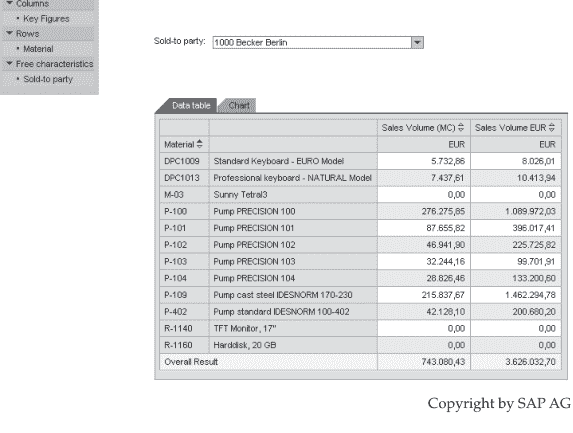 Columns
Key Figures
Rows
Material
Free characteristics
Sold-to party
Sold-to party: 1000 Becker Berlin
Data table Chart
Sales Volume (MC) Sales Volume EUR
Material EUR EUR
DPC1009 Standard Keyboard - EURO Model 5.732,86 8.026,01
DPC1013 Professional keyboard - NATURAL Model 7.437,61 10.413,94
M-03 Sunny Tetral3 0,00 0,00
P-100 Pump PRECISION 100 276.275,85 1.089.972,03
P-101 Pump PRECISION 101 87.655,82 396.017,41
P-102 Pump PRECISION 102 46.941,90 225.725,82
P-103 Pump PRECISION 103 32.244,16 99.701,91
P-104 Pump PRECISION 104 28.826,46 133.200,60
P-109 Pump cast steel IDESNORM 170-230 215.837,67 1.462.294,78
P-402 Pump standard IDESNORM 100-402 42.128,10 200.680,20
R-1140 TFT Monitor, 17" 0,00 0,00
R-1160 Harddisk, 20 GB 0,00 0,00
Overall Result 743.080,43 3.626.032,70
Copyright by SAP AG